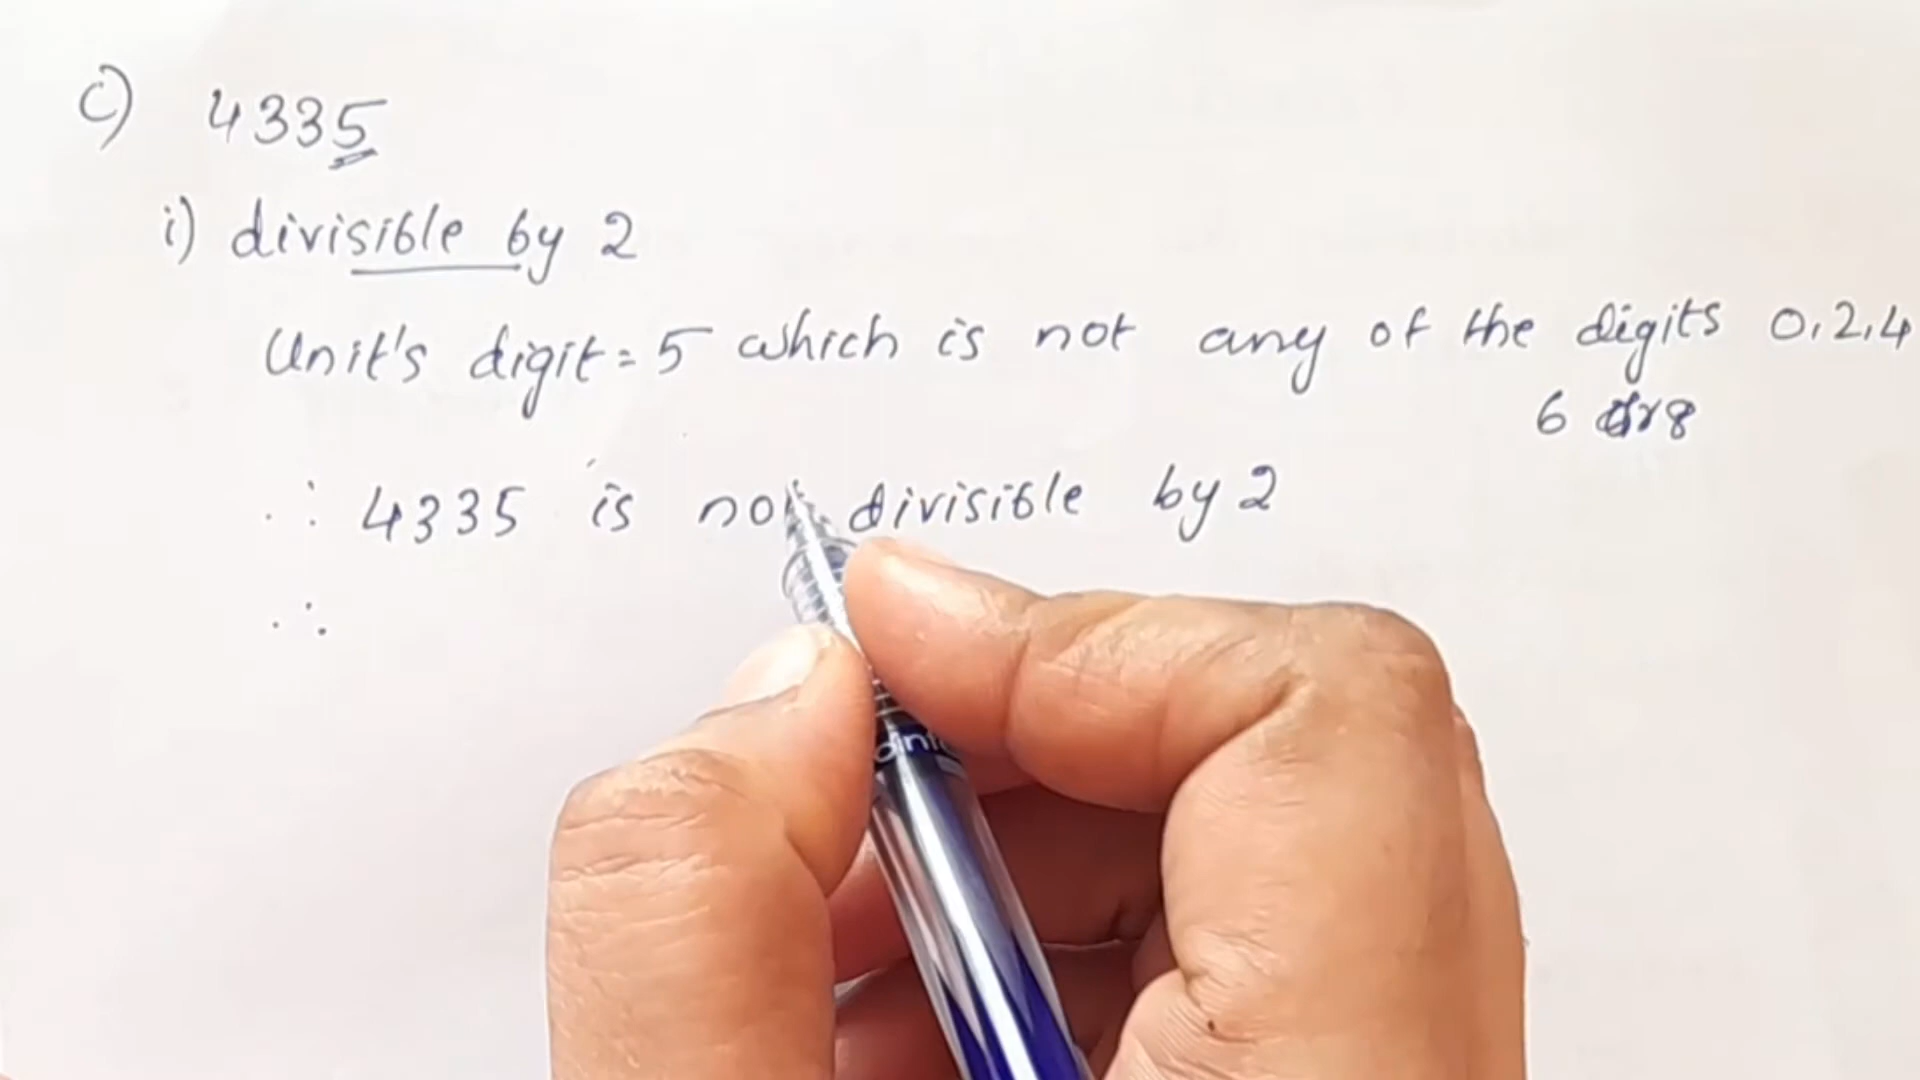 c) 4335
i) divisible by 2
Unit's digit = 5 which is not any of the digits 0,2,4
6 or 8
∴ 4335 is not divisible by 2
∴